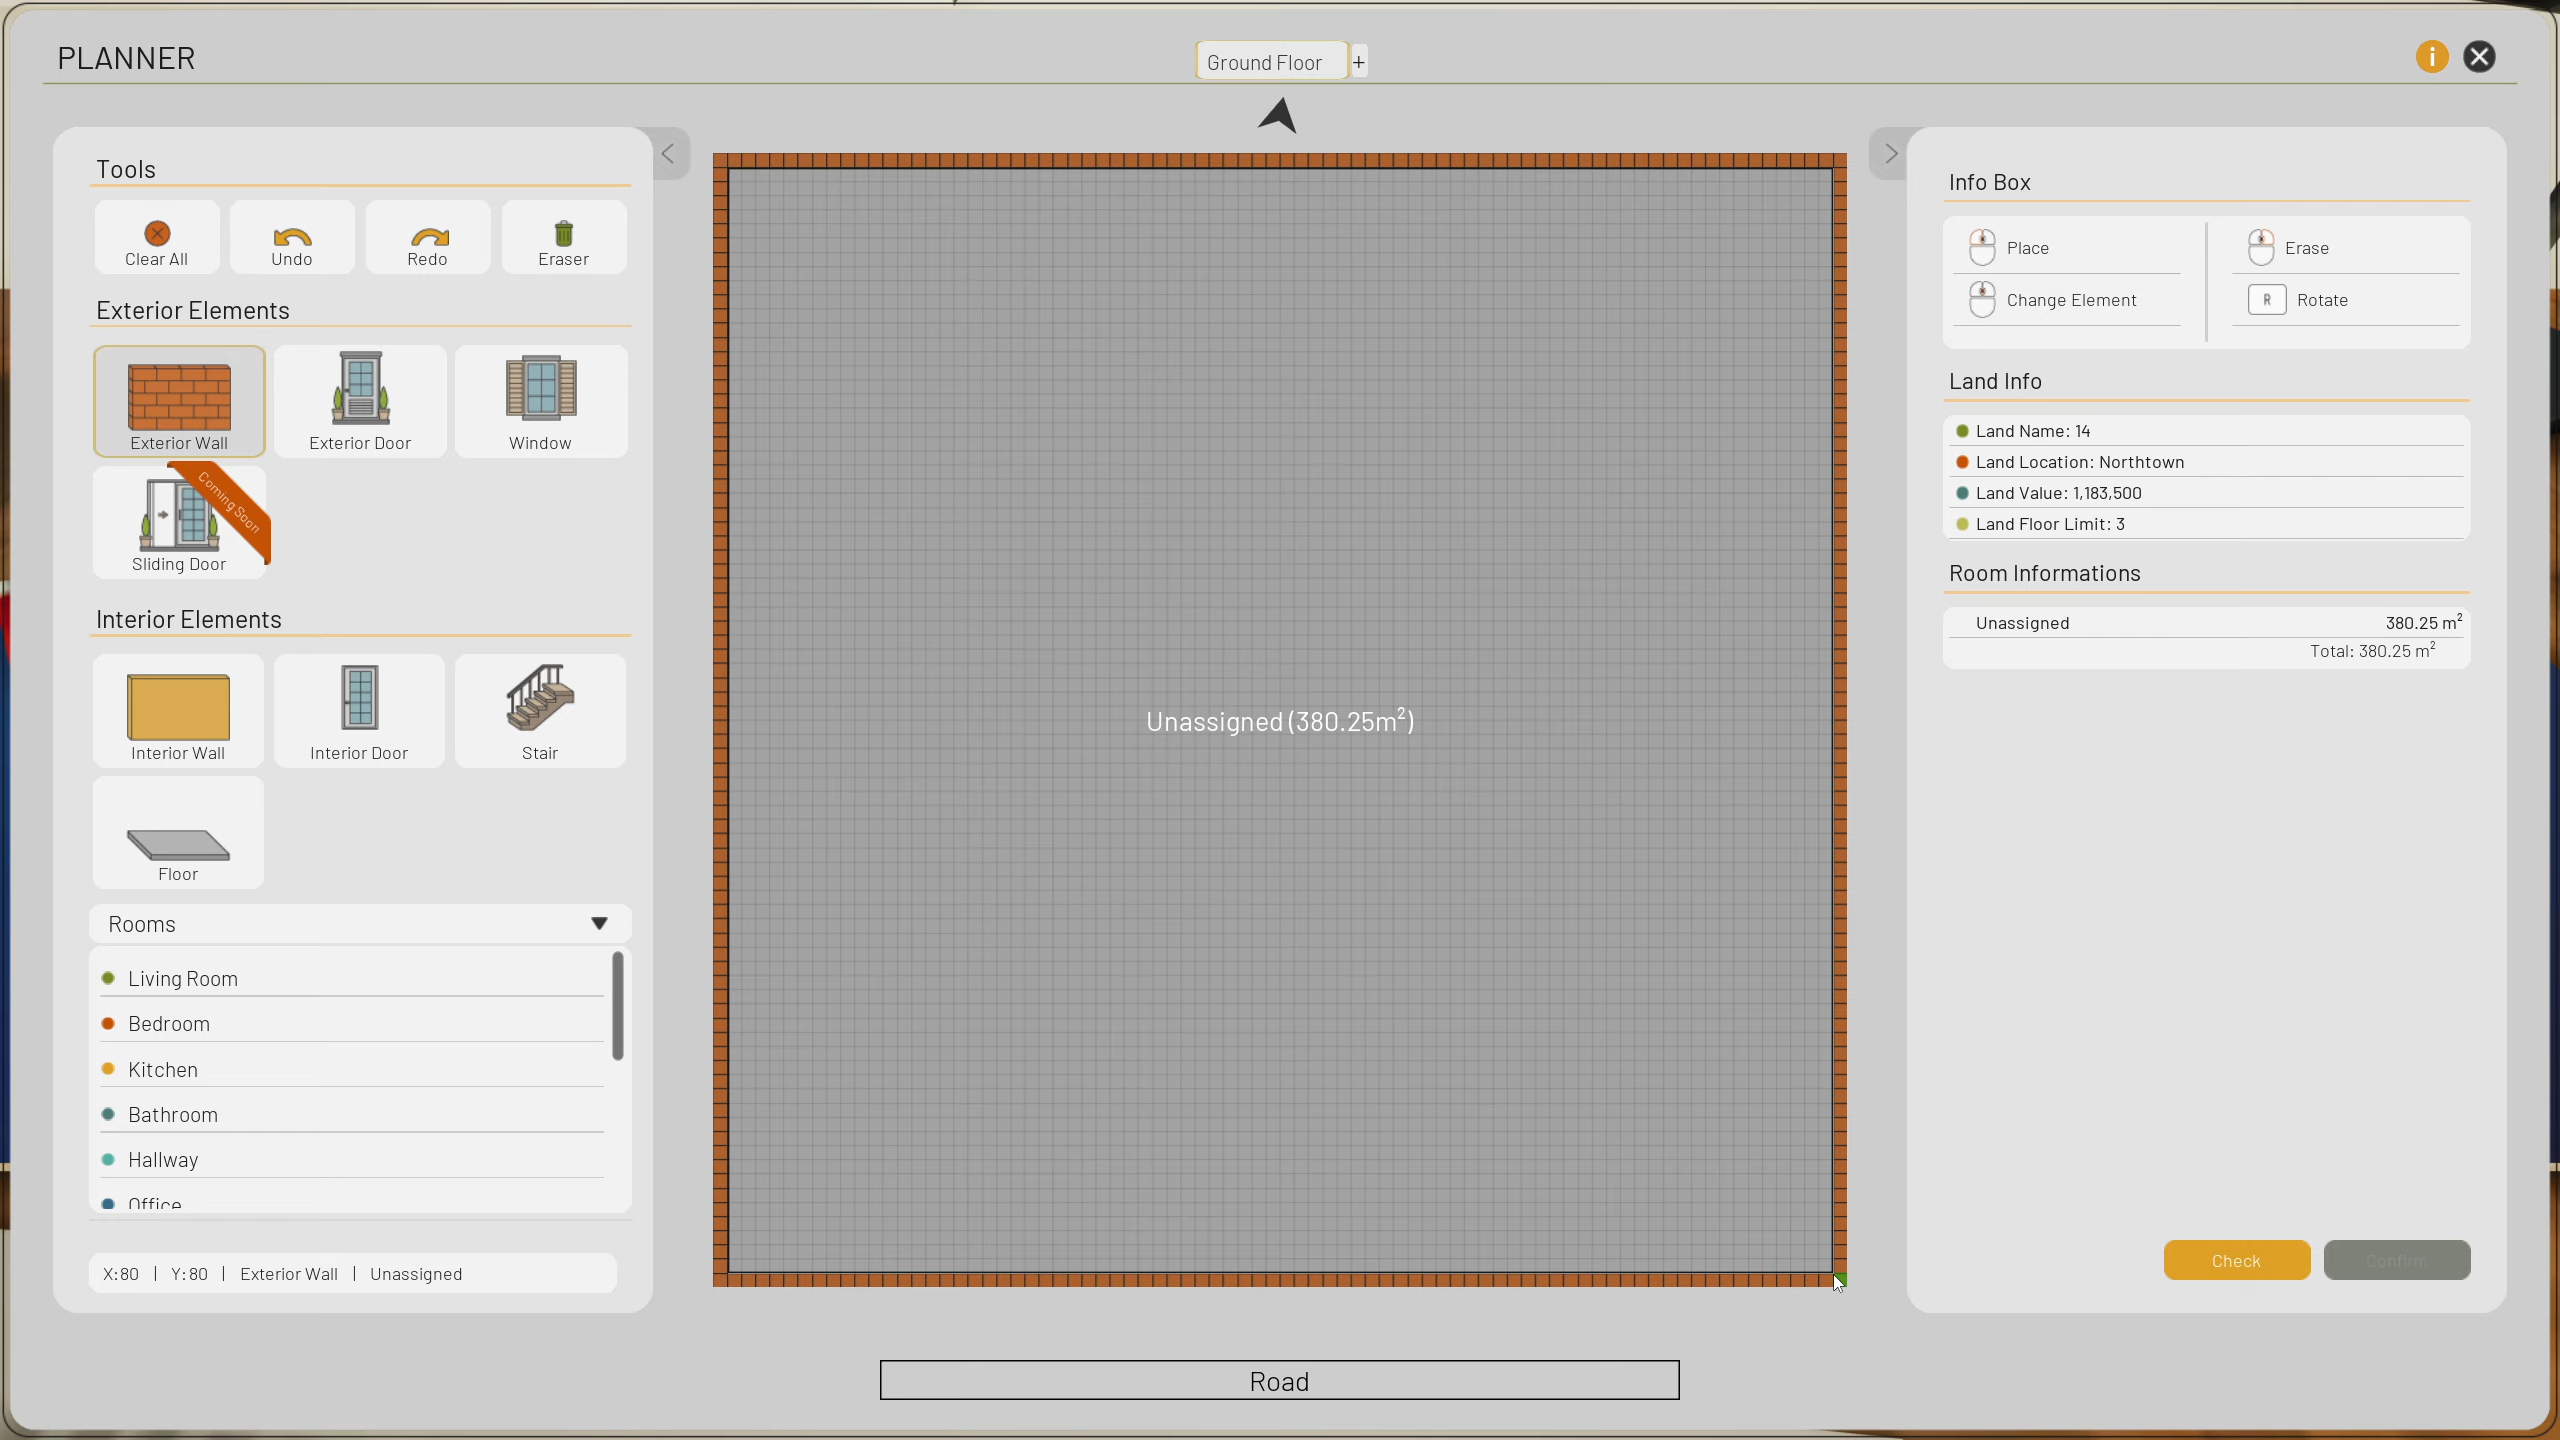 PLANNER
Ground Floor +
Tools
Clear All
Undo
Redo
Eraser
Exterior Elements
Exterior Wall
Exterior Door
Window
Coming Soon
Sliding Door
Interior Elements
Interior Wall
Interior Door
Stair
Floor
Rooms
Living Room
Bedroom
Kitchen
Bathroom
Hallway
Office
X:80 | Y:80 | Exterior Wall | Unassigned
Unassigned (380.25m²)
Road
Info Box
Place
Erase
Change Element
R Rotate
Land Info
Land Name: 14
Land Location: Northtown
Land Value: 1,183,500
Land Floor Limit: 3
Room Informations
Unassigned 380.25 m²
Total: 380.25 m²
Check
Confirm